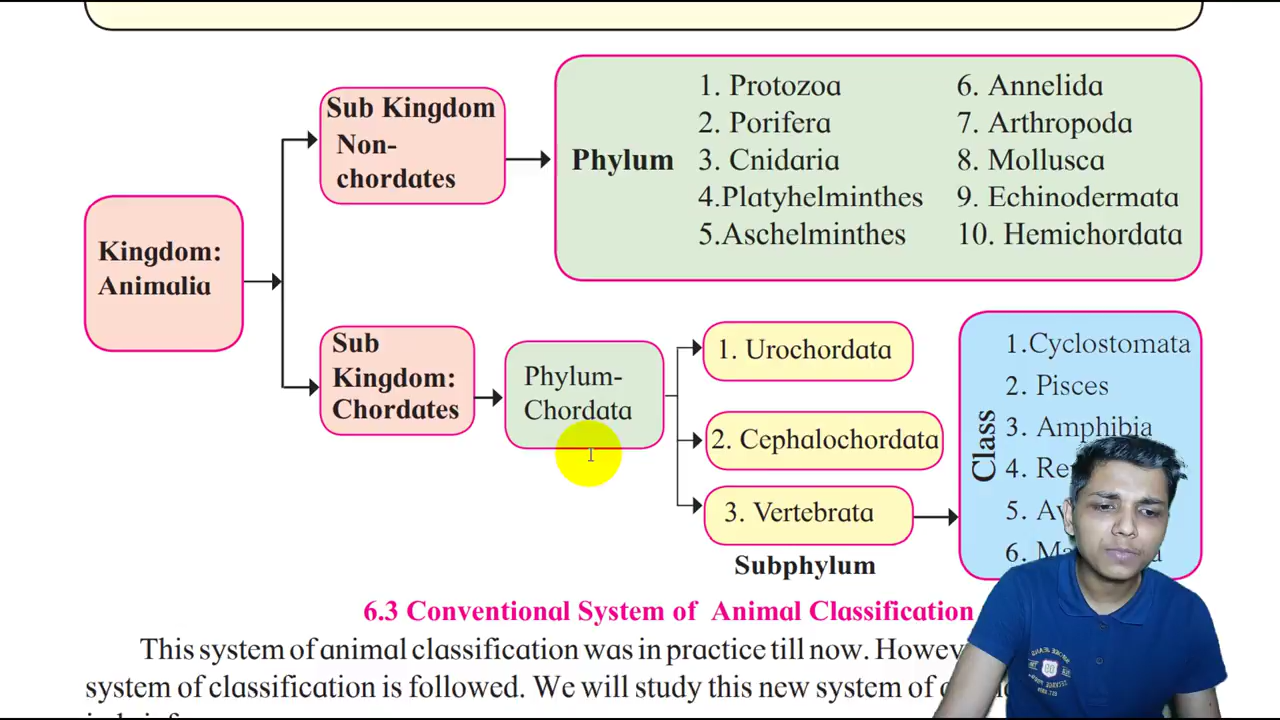 Sub Kingdom
Non-
chordates
Phylum
1. Protozoa
2. Porifera
3. Cnidaria
4.Platyhelminthes
5.Aschelminthes
6. Annelida
7. Arthropoda
8. Mollusca
9. Echinodermata
10. Hemichordata
Kingdom:
Animalia
Sub
Kingdom:
Chordates
Phylum-
Chordata
1. Urochordata
2. Cephalochordata
3. Vertebrata
Subphylum
Class
1.Cyclostomata
2. Pisces
3. Amphibia
4.
5.
6.
6.3 Conventional System of Animal Classification
This system of animal classification was in practice till now.
system of classification is followed. We will study this new system of